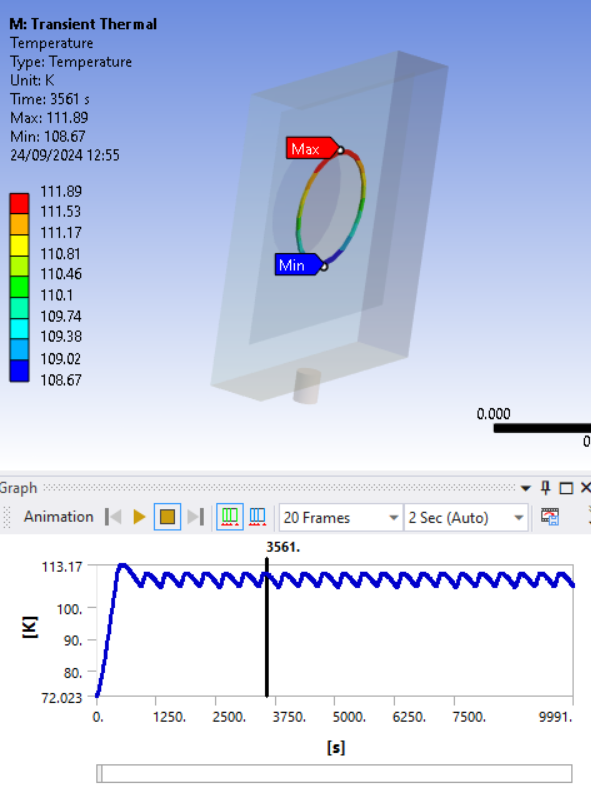 M: Transient Thermal
Temperature
Type: Temperature
Unit: K
Time: 3561 s
Max: 111.89
Min: 108.67
24/09/2024 12:55
111.89
111.53
111.17
110.81
110.46
110.1
109.74
109.38
109.02
108.67
Max
Min
0.000
0
Graph
Animation
20 Frames
2 Sec (Auto)
3561.
113.17
100.
90.
80.
72.023
[K]
0.
1250.
2500.
3750.
5000.
6250.
7500.
9991.
[s]